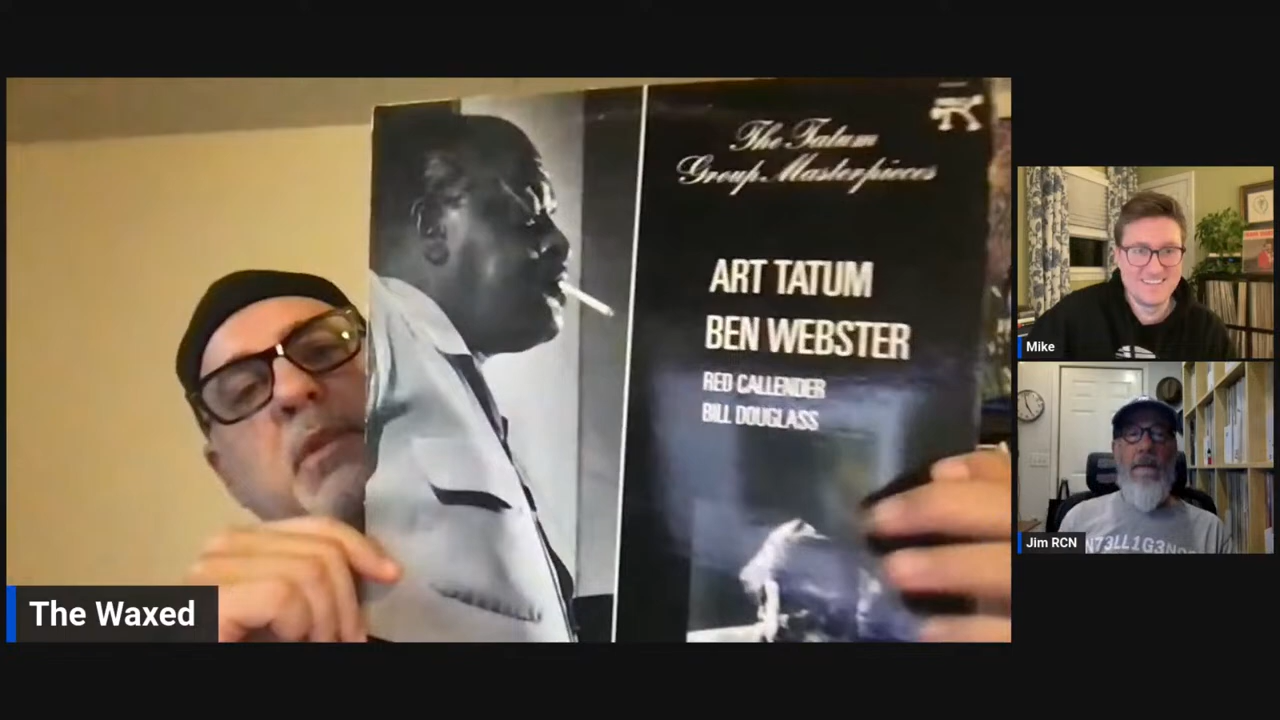 The Tatum
Group Masterpieces
ART TATUM
BEN WEBSTER
RED CALLENDER
BILL DOUGLASS
The Waxed
Mike
Jim RCN